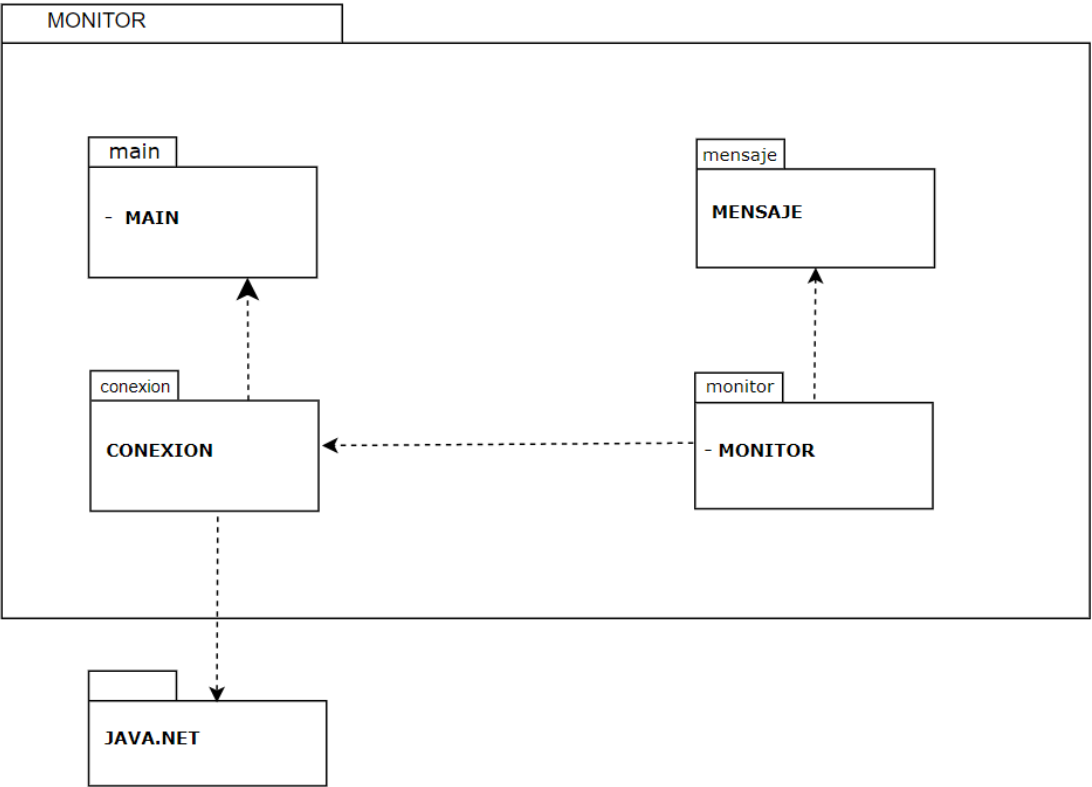 MONITOR
main
- MAIN
mensaje
MENSAJE
conexion
CONEXION
monitor
- MONITOR
JAVA.NET